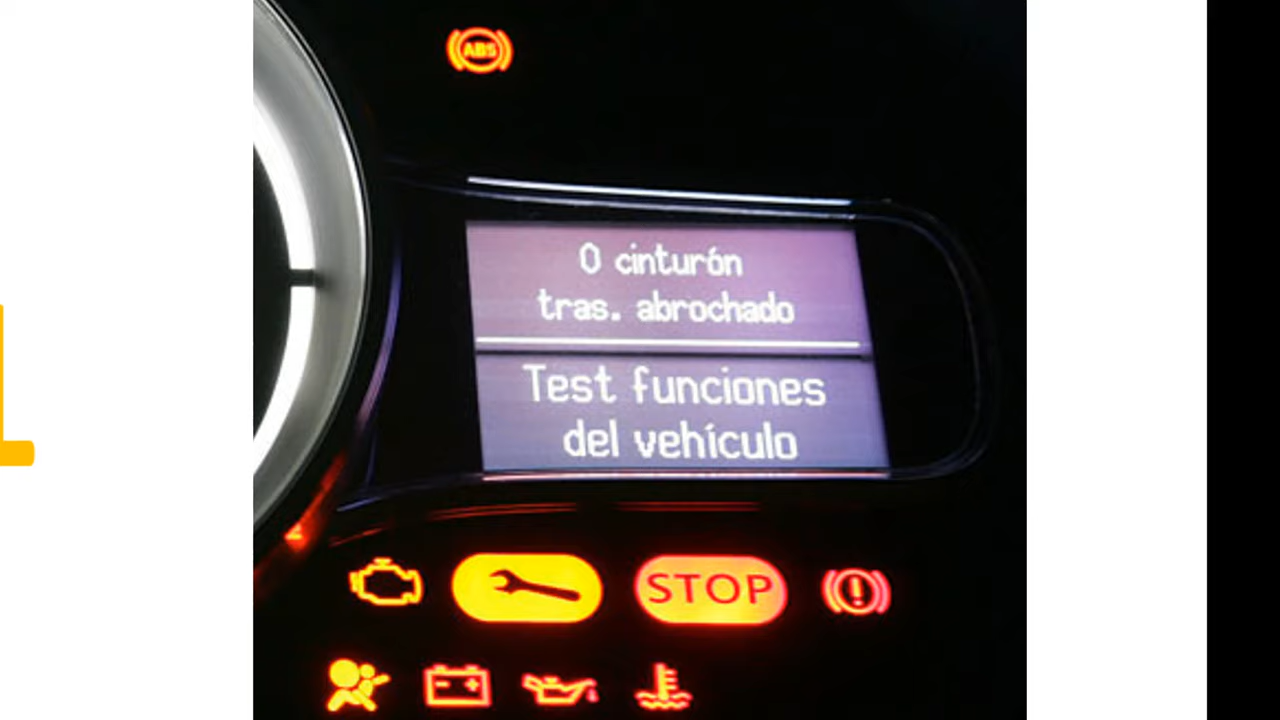 ABS
0 cinturón
tras. abrochado
Test funciones
del vehículo
STOP